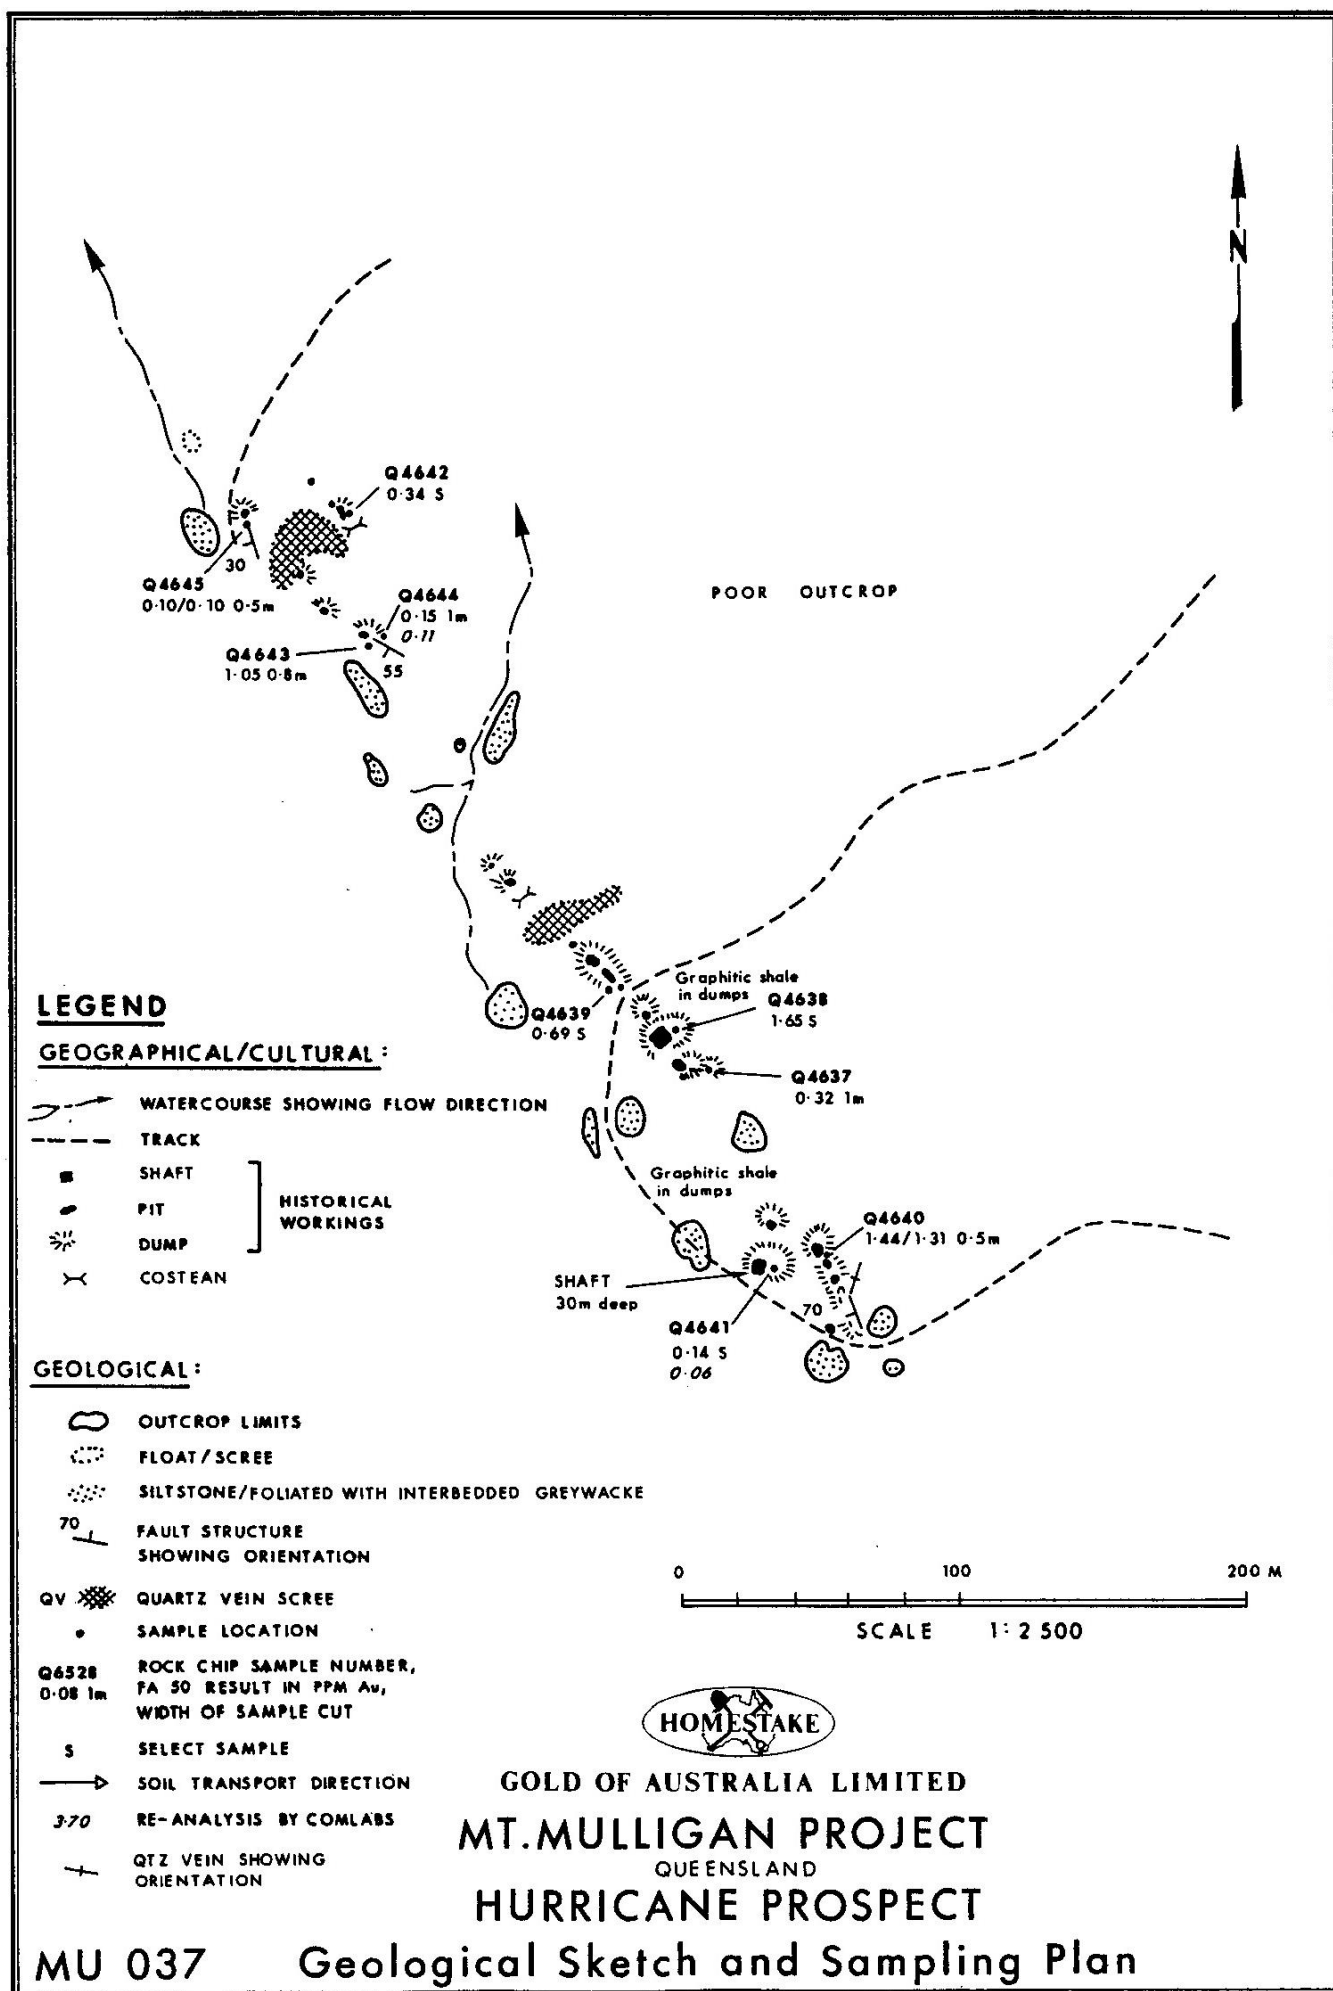 N
Q4642
0·34 S
30
Q4645
0·10/0·10 0·5m
Q4644
0·15 1m
0·11
Q4643
1·05 0·8m
55
POOR OUTCROP
Graphitic shale
in dumps
Q4638
1·65 S
Q4639
0·69 S
Q4637
0·32 1m
Graphitic shale
in dumps
Q4640
1·44/1·31 0·5m
SHAFT
30m deep
70
Q4641
0·14 S
0·06
LEGEND
GEOGRAPHICAL/CULTURAL:
WATERCOURSE SHOWING FLOW DIRECTION
TRACK
SHAFT
PIT
DUMP
HISTORICAL
WORKINGS
COSTEAN
GEOLOGICAL:
OUTCROP LIMITS
FLOAT/SCREE
SILTSTONE/FOLIATED WITH INTERBEDDED GREYWACKE
70
FAULT STRUCTURE
SHOWING ORIENTATION
QV QUARTZ VEIN SCREE
SAMPLE LOCATION
Q6528
0·08 1m
ROCK CHIP SAMPLE NUMBER,
FA 50 RESULT IN PPM Au,
WIDTH OF SAMPLE CUT
S SELECT SAMPLE
SOIL TRANSPORT DIRECTION
3·70 RE-ANALYSIS BY COMLABS
QTZ VEIN SHOWING
ORIENTATION
0 100 200 M
SCALE 1:2 500
HOMESTAKE
GOLD OF AUSTRALIA LIMITED
MT.MULLIGAN PROJECT
QUEENSLAND
HURRICANE PROSPECT
MU 037 Geological Sketch and Sampling Plan